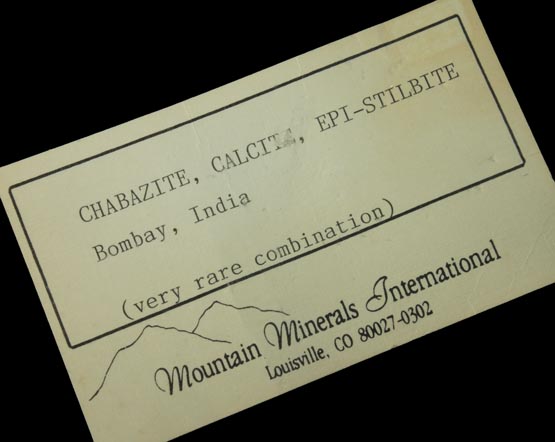 CHABAZITE, CALCITE, EPI-STILBITE
Bombay, India
(very rare combination)
Mountain Minerals International
Louisville, CO 80027-0302